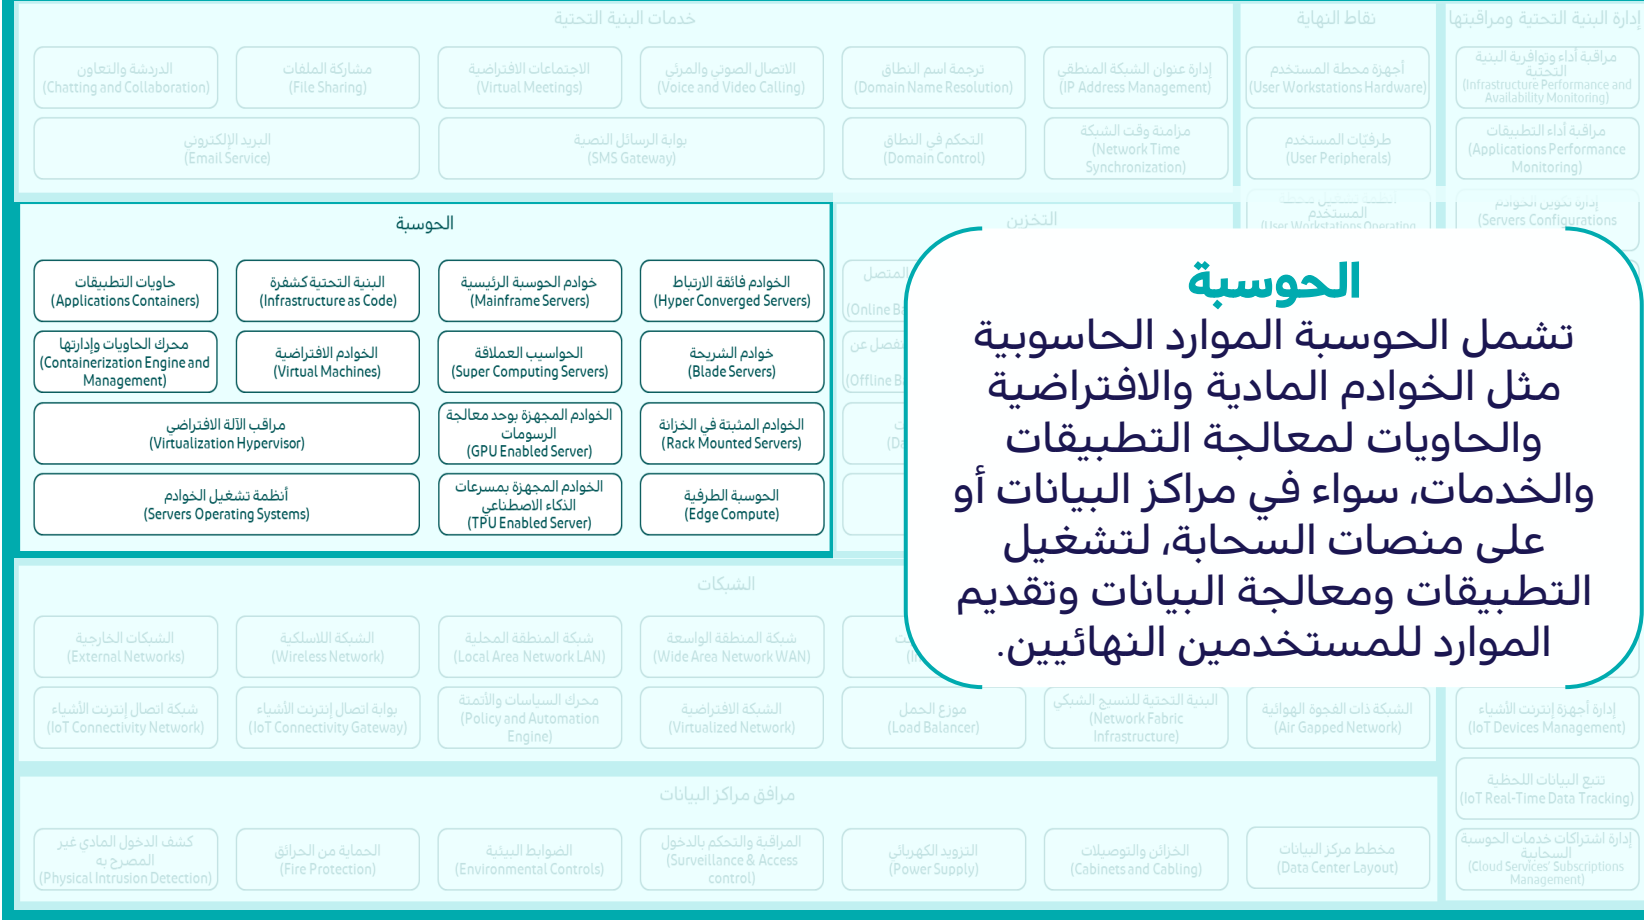 إدارة البنية التحتية ومراقبتها
مراقبة أداء وتوافرية البنية
التحتية
(Infrastructure Performance and
Availability Monitoring)
مراقبة أداء التطبيقات
(Applications Performance
Monitoring)
إدارة تكوين الخوادم
(Servers Configurations
نقاط النهاية
أجهزة محطة المستخدم
(User Workstations Hardware)
طرفيّات المستخدم
(User Peripherals)
المستخدم
(User Workstations Operating
خدمات البنية التحتية
إدارة عنوان الشبكة المنطقي
(IP Address Management)
ترجمة اسم النطاق
(Domain Name Resolution)
الاتصال الصوتي والمرئي
(Voice and Video Calling)
الاجتماعات الافتراضية
(Virtual Meetings)
مشاركة الملفات
(File Sharing)
الدردشة والتعاون
(Chatting and Collaboration)
مزامنة وقت الشبكة
(Network Time
Synchronization)
التحكم في النطاق
(Domain Control)
بوابة الرسائل النصية
(SMS Gateway)
البريد الإلكتروني
(Email Service)
التخزين
المتصل
(Online
(Offline
الحوسبة
الخوادم فائقة الارتباط
(Hyper Converged Servers)
خوادم الحوسبة الرئيسية
(Mainframe Servers)
البنية التحتية كشفرة
(Infrastructure as Code)
حاويات التطبيقات
(Applications Containers)
خوادم الشريحة
(Blade Servers)
الحواسيب العملاقة
(Super Computing Servers)
الخوادم الافتراضية
(Virtual Machines)
محرك الحاويات وإدارتها
(Containerization Engine and
Management)
الخوادم المثبتة في الخزانة
(Rack Mounted Servers)
الخوادم المجهزة بوحد معالجة
الرسومات
(GPU Enabled Server)
مراقب الآلة الافتراضي
(Virtualization Hypervisor)
الحوسبة الطرفية
(Edge Compute)
الخوادم المجهزة بمسرعات
الذكاء الاصطناعي
(TPU Enabled Server)
أنظمة تشغيل الخوادم
(Servers Operating Systems)
الحوسبة
تشمل الحوسبة الموارد الحاسوبية
مثل الخوادم المادية والافتراضية
والحاويات لمعالجة التطبيقات
والخدمات، سواء في مراكز البيانات أو
على منصات السحابة، لتشغيل
التطبيقات ومعالجة البيانات وتقديم
الموارد للمستخدمين النهائيين.
الشبكات
شبكة المنطقة الواسعة
(Wide Area Network WAN)
شبكة المنطقة المحلية
(Local Area Network LAN)
الشبكة اللاسلكية
(Wireless Network)
الشبكات الخارجية
(External Networks)
إدارة أجهزة إنترنت الأشياء
(IoT Devices Management)
الشبكة ذات الفجوة الهوائية
(Air Gapped Network)
البنية التحتية للنسيج الشبكي
(Network Fabric
Infrastructure)
موزع الحمل
(Load Balancer)
الشبكة الافتراضية
(Virtualized Network)
محرك السياسات والأتمتة
(Policy and Automation
Engine)
بوابة اتصال إنترنت الأشياء
(IoT Connectivity Gateway)
شبكة اتصال إنترنت الأشياء
(IoT Connectivity Network)
تتبع البيانات اللحظية
(IoT Real-Time Data Tracking)
إدارة اشتراكات خدمات الحوسبة
السحابية
(Cloud Services' Subscriptions
Management)
مرافق مراكز البيانات
مخطط مركز البيانات
(Data Center Layout)
الخزائن والتوصيلات
(Cabinets and Cabling)
التزويد الكهربائي
(Power Supply)
المراقبة والتحكم بالدخول
(Surveillance & Access
control)
الضوابط البيئية
(Environmental Controls)
الحماية من الحرائق
(Fire Protection)
كشف الدخول المادي غير
المصرح به
(Physical Intrusion Detection)